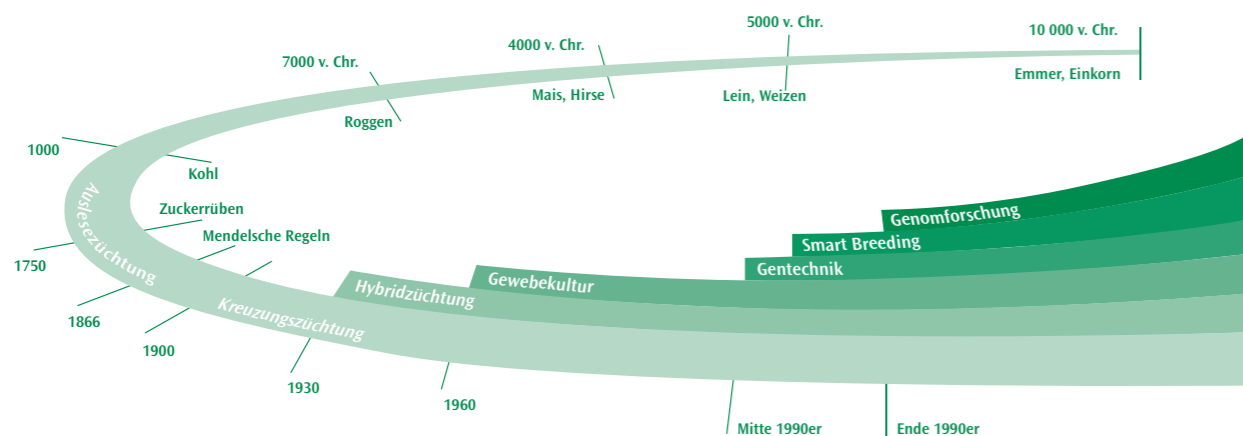 10 000 v. Chr.
Emmer, Einkorn
5000 v. Chr.
Lein, Weizen
4000 v. Chr.
Mais, Hirse
7000 v. Chr.
Roggen
1000
Kohl
Auslesezüchtung
Zuckerrüben
1750
Mendelsche Regeln
1866
Kreuzungszüchtung
1900
Hybridzüchtung
1930
Gewebekultur
1960
Gentechnik
Mitte 1990er
Smart Breeding
Genomforschung
Ende 1990er